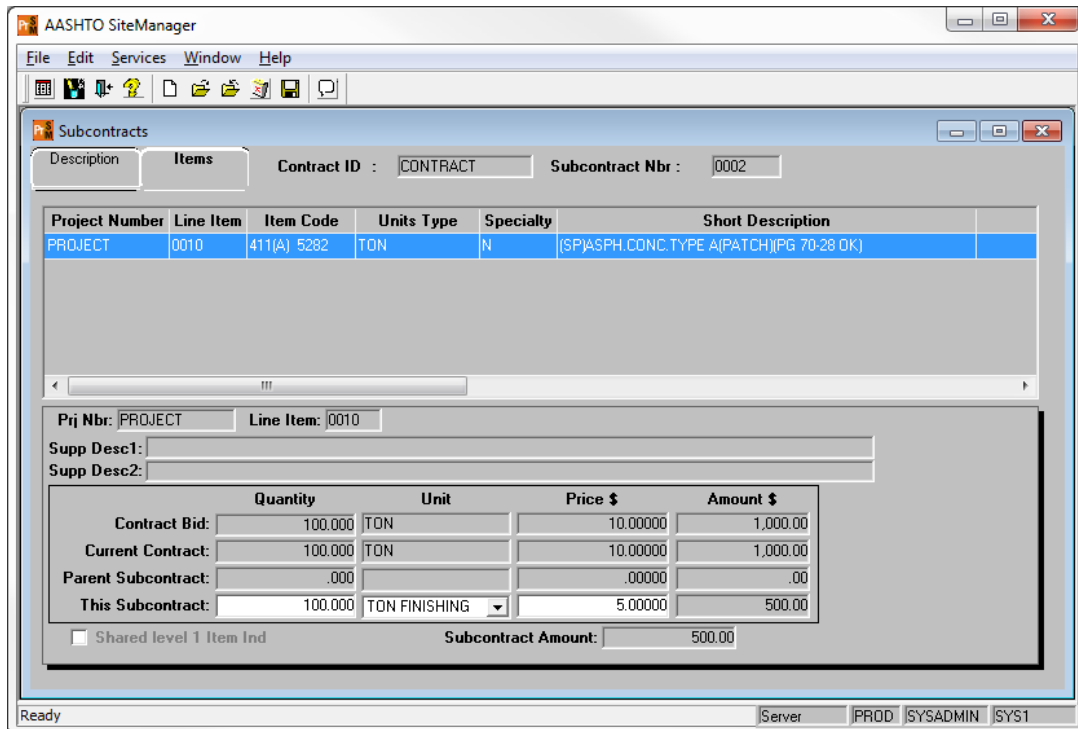 AASHTO SiteManager
File Edit Services Window Help
Subcontracts
Description Items Contract ID : CONTRACT Subcontract Nbr : 0002
Project Number Line Item Item Code Units Type Specialty Short Description
PROJECT 0010 411(A) 5282 TON N (SP)ASPH.CONC.TYPE A(PATCH)(PG 70-28 OK)
Prj Nbr: PROJECT Line Item: 0010
Supp Desc1:
Supp Desc2:
Quantity Unit Price $ Amount $
Contract Bid: 100.000 TON 10.00000 1,000.00
Current Contract: 100.000 TON 10.00000 1,000.00
Parent Subcontract: .000 .00000 .00
This Subcontract: 100.000 TON FINISHING 5.00000 500.00
Shared level 1 Item Ind Subcontract Amount: 500.00
Ready Server PROD SYSADMIN SYS1